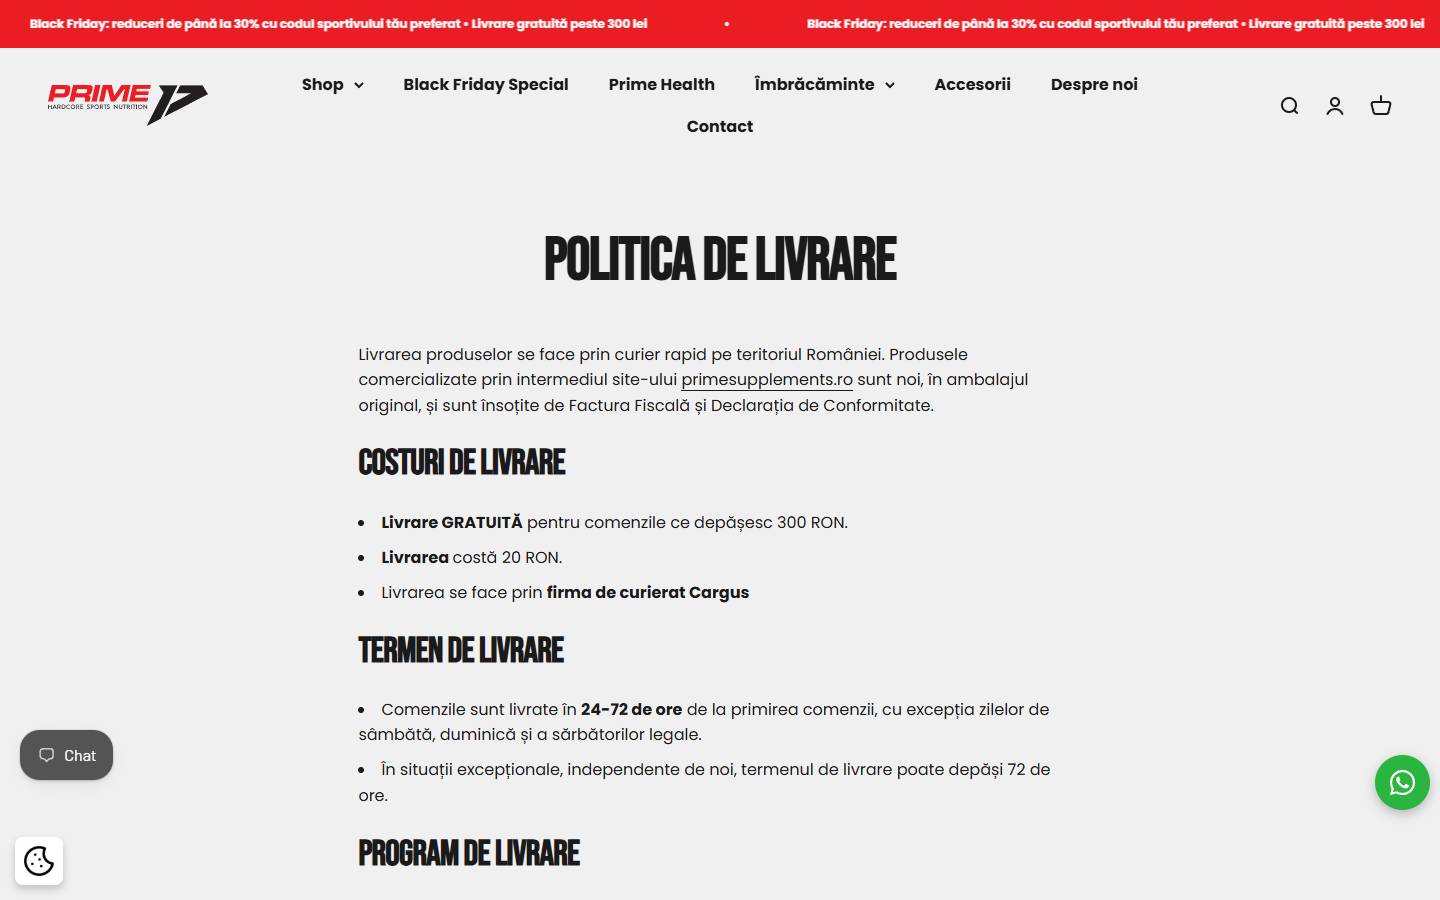 Black Friday: reduceri de până la 30% cu codul sportivului tău preferat • Livrare gratuită peste 300 lei • Black Friday: reduceri de până la 30% cu codul sportivului tău preferat • Livrare gratuită peste 300 lei
PRIME
HARDCORE SPORTS NUTRITION
Shop Black Friday Special Prime Health Îmbrăcăminte Accesorii Despre noi
Contact
POLITICA DE LIVRARE
Livrarea produselor se face prin curier rapid pe teritoriul României. Produsele
comercializate prin intermediul site-ului primesupplements.ro sunt noi, în ambalajul
original, și sunt însoțite de Factura Fiscală și Declarația de Conformitate.
COSTURI DE LIVRARE
• Livrare GRATUITĂ pentru comenzile ce depășesc 300 RON.
• Livrarea costă 20 RON.
• Livrarea se face prin firma de curierat Cargus
TERMEN DE LIVRARE
• Comenzile sunt livrate în 24-72 de ore de la primirea comenzii, cu excepția zilelor de
sâmbătă, duminică și a sărbătorilor legale.
• În situații excepționale, independente de noi, termenul de livrare poate depăși 72 de
ore.
PROGRAM DE LIVRARE
Chat